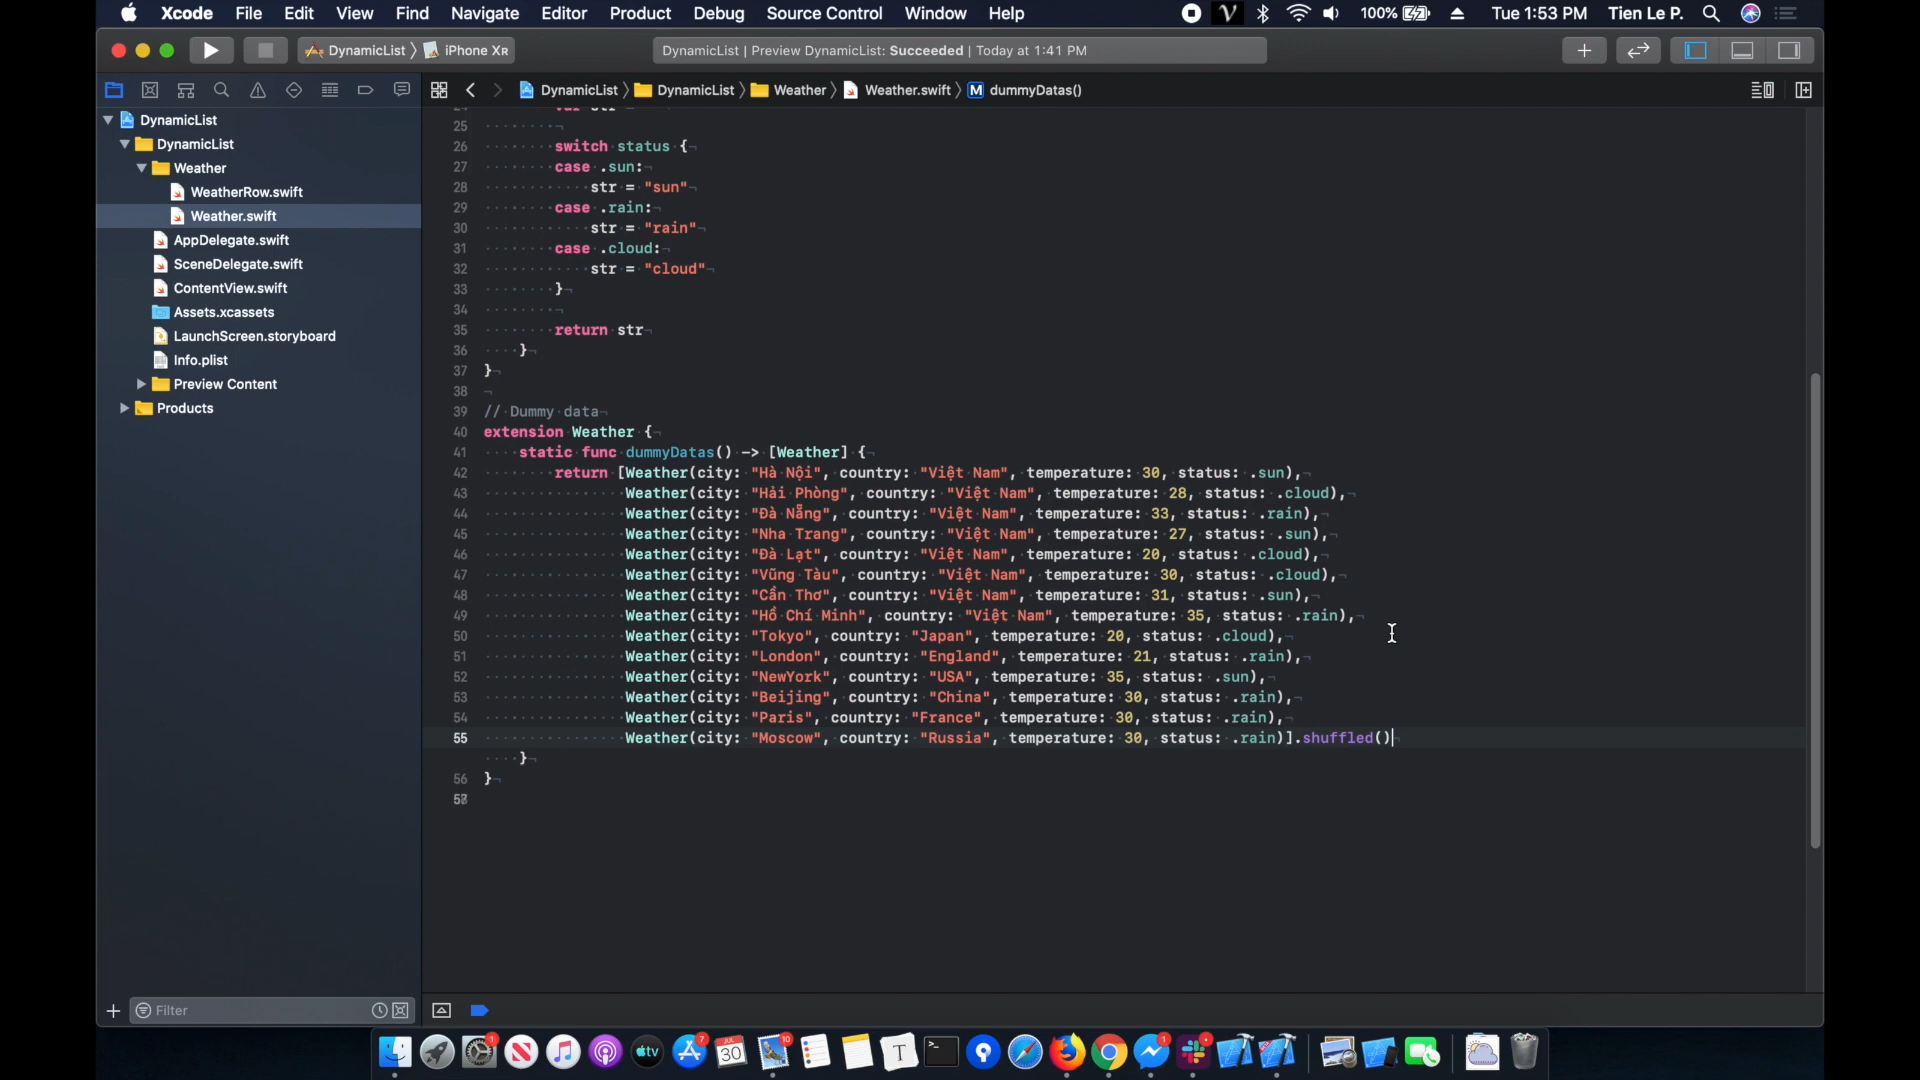 Xcode File Edit View Find Navigate Editor Product Debug Source Control Window Help 100% Tue 1:53 PM Tien Le P.
DynamicList iPhone XR DynamicList | Preview DynamicList: Succeeded | Today at 1:41 PM
DynamicList DynamicList Weather Weather.swift M dummyDatas()
DynamicList
DynamicList
Weather
WeatherRow.swift
Weather.swift
AppDelegate.swift
SceneDelegate.swift
ContentView.swift
Assets.xcassets
LaunchScreen.storyboard
Info.plist
Preview Content
Products
25
26 switch status {
27 case .sun:
28 str = "sun"
29 case .rain:
30 str = "rain"
31 case .cloud:
32 str = "cloud"
33 }
34
35 return str
36 }
37 }
38
39 // Dummy data
40 extension Weather {
41 static func dummyDatas() -> [Weather] {
42 return [Weather(city: "Hà Nội", country: "Việt Nam", temperature: 30, status: .sun),
43 Weather(city: "Hải Phòng", country: "Việt Nam", temperature: 28, status: .cloud),
44 Weather(city: "Đà Nẵng", country: "Việt Nam", temperature: 33, status: .rain),
45 Weather(city: "Nha Trang", country: "Việt Nam", temperature: 27, status: .sun),
46 Weather(city: "Đà Lạt", country: "Việt Nam", temperature: 20, status: .cloud),
47 Weather(city: "Vũng Tàu", country: "Việt Nam", temperature: 30, status: .cloud),
48 Weather(city: "Cần Thơ", country: "Việt Nam", temperature: 31, status: .sun),
49 Weather(city: "Hồ Chí Minh", country: "Việt Nam", temperature: 35, status: .rain),
50 Weather(city: "Tokyo", country: "Japan", temperature: 20, status: .cloud),
51 Weather(city: "London", country: "England", temperature: 21, status: .rain),
52 Weather(city: "NewYork", country: "USA", temperature: 35, status: .sun),
53 Weather(city: "Beijing", country: "China", temperature: 30, status: .rain),
54 Weather(city: "Paris", country: "France", temperature: 30, status: .rain),
55 Weather(city: "Moscow", country: "Russia", temperature: 30, status: .rain)].shuffled()
}
56 }
Filter
tv JUL 30 T
1 7 10 1